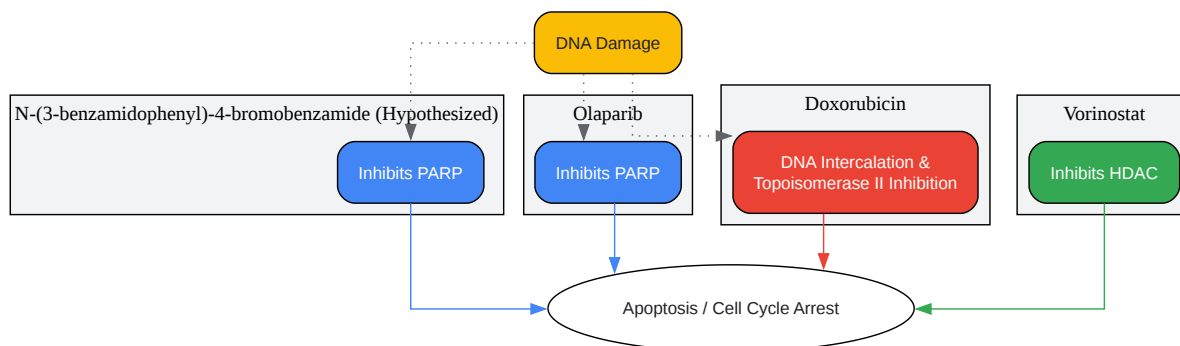 DNA Damage
N-(3-benzamidophenyl)-4-bromobenzamide (Hypothesized)
Inhibits PARP
Olaparib
Inhibits PARP
Doxorubicin
DNA Intercalation &
Topoisomerase II Inhibition
Vorinostat
Inhibits HDAC
Apoptosis / Cell Cycle Arrest